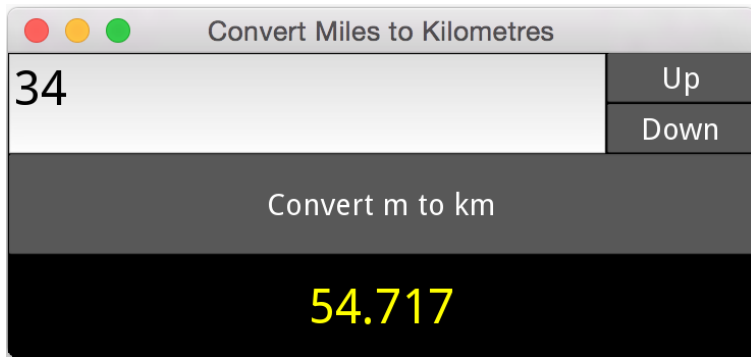 Convert Miles to Kilometres
34
Up
Down
Convert m to km
54.717